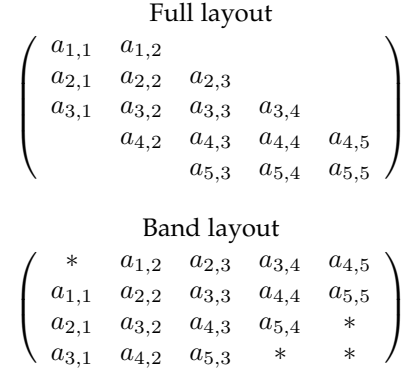 Full layout
a1,1 a1,2
a2,1 a2,2 a2,3
a3,1 a3,2 a3,3 a3,4
a4,2 a4,3 a4,4 a4,5
a5,3 a5,4 a5,5
Band layout
* a1,2 a2,3 a3,4 a4,5
a1,1 a2,2 a3,3 a4,4 a5,5
a2,1 a3,2 a4,3 a5,4 *
a3,1 a4,2 a5,3 * *